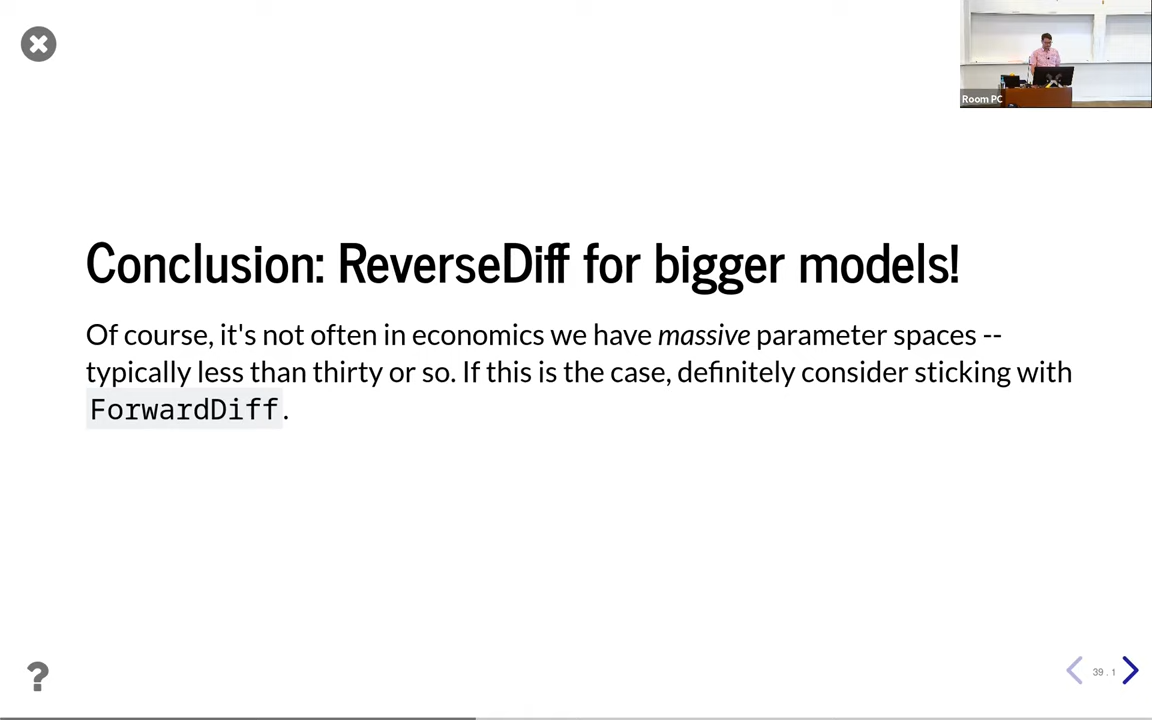 Room PC
Conclusion: ReverseDiff for bigger models!
Of course, it's not often in economics we have massive parameter spaces --
typically less than thirty or so. If this is the case, definitely consider sticking with
ForwardDiff.
?
39 . 1